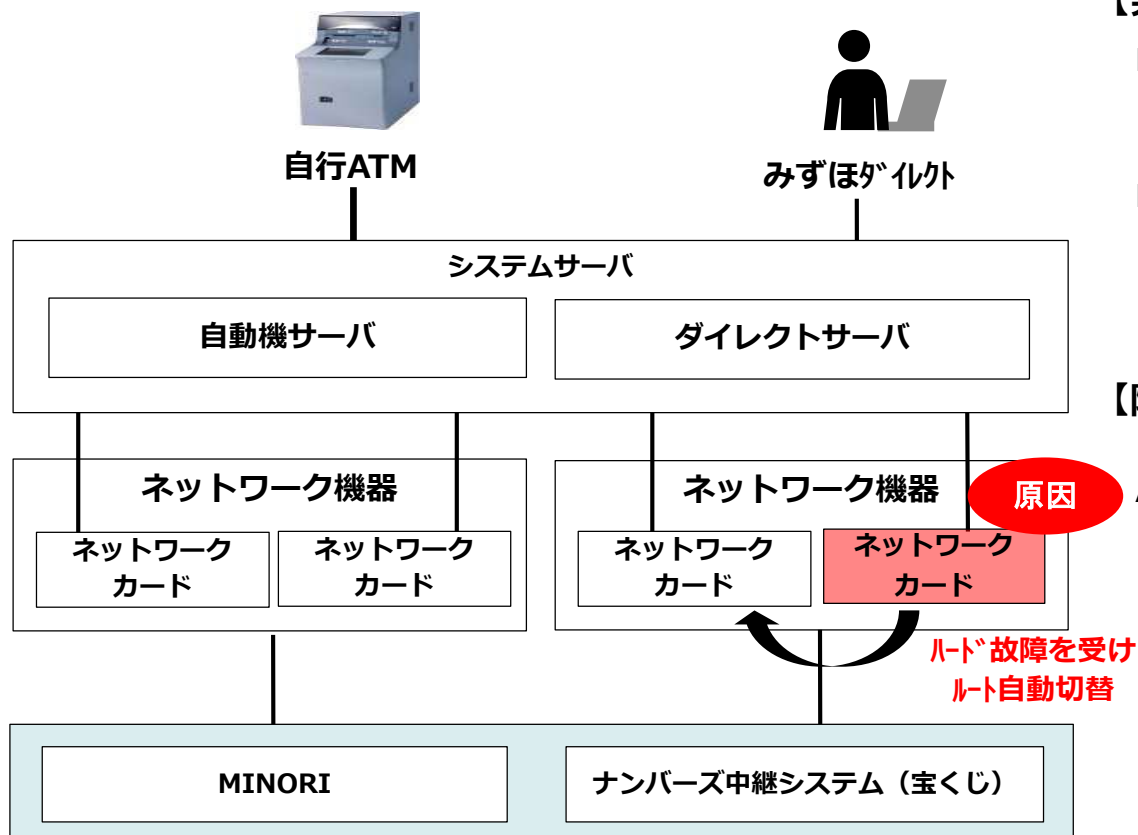 自行ATM
みずほﾀﾞｲﾚｸﾄ
システムサーバ
自動機サーバ
ダイレクトサーバ
ネットワーク機器
ネットワーク
カード
ネットワーク
カード
ネットワーク機器
原因
ネットワーク
カード
ネットワーク
カード
ﾊｰﾄﾞ故障を受け
ﾙｰﾄ自動切替
MINORI
ナンバーズ中継システム（宝くじ）